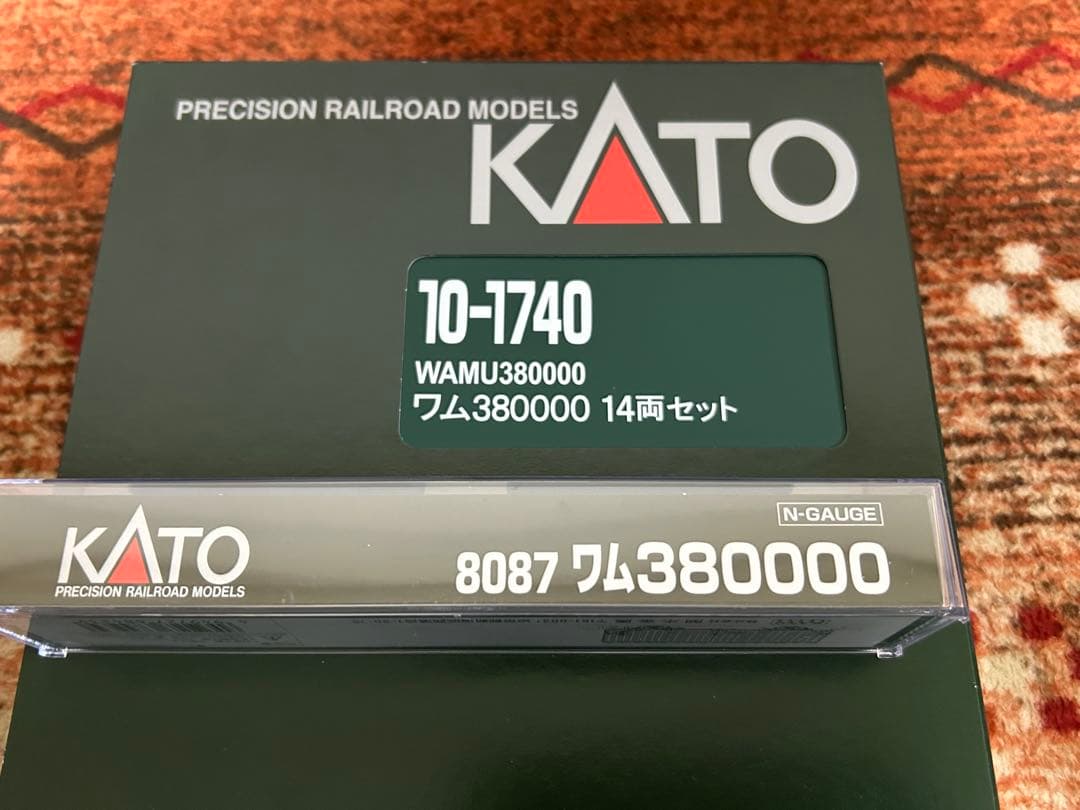 PRECISION RAILROAD MODELS
KATO
10-1740
WAMU380000
ワム380000 14両セット
N-GAUGE
KATO
PRECISION RAILROAD MODELS
8087 ワム380000